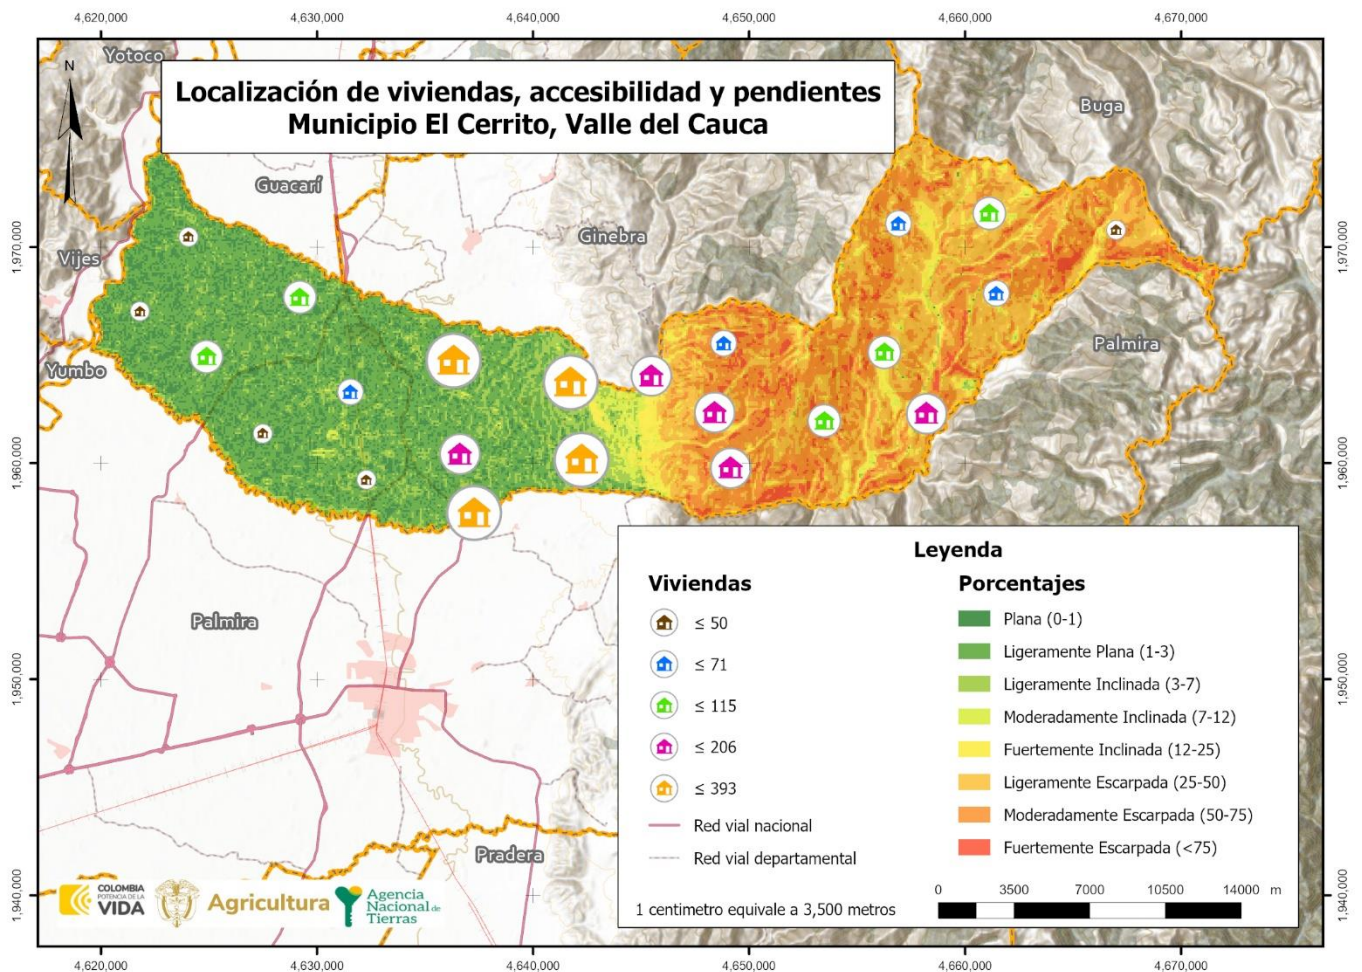 4,620,000
4,630,000
4,640,000
4,650,000
4,660,000
4,670,000
Yotoco
N
Localización de viviendas, accesibilidad y pendientes
Municipio El Cerrito, Valle del Cauca
Buga
Guacarí
Ginebra
Vijes
1,970,000
1,970,000
Yumbo
Palmira
1,960,000
1,960,000
Palmira
1,950,000
1,950,000
Pradera
1,940,000
1,940,000
Leyenda
Viviendas
≤ 50
≤ 71
≤ 115
≤ 206
≤ 393
Red vial nacional
Red vial departamental
Porcentajes
Plana (0-1)
Ligeramente Plana (1-3)
Ligeramente Inclinada (3-7)
Moderadamente Inclinada (7-12)
Fuertemente Inclinada (12-25)
Ligeramente Escarpada (25-50)
Moderadamente Escarpada (50-75)
Fuertemente Escarpada (<75)
0 3500 7000 10500 14000 m
1 centimetro equivale a 3,500 metros
COLOMBIA
POTENCIA DE LA
VIDA
Agricultura
Agencia
Nacional de
Tierras
4,620,000
4,630,000
4,640,000
4,650,000
4,660,000
4,670,000